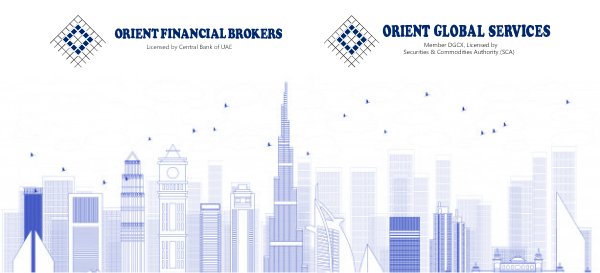 ORIENT FINANCIAL BROKERS
Licensed by Central Bank of UAE
ORIENT GLOBAL SERVICES
Member DGCX, Licensed by
Securities & Commodities Authority (SCA)